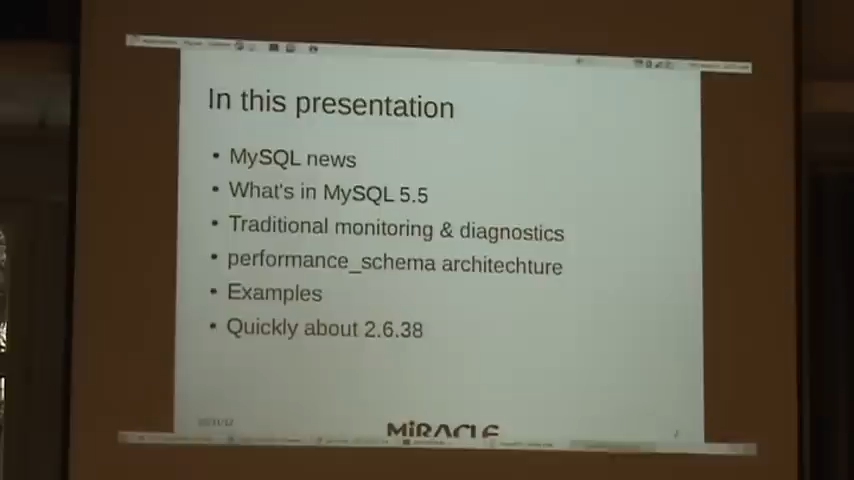 In this presentation
• MySQL news
• What's in MySQL 5.5
• Traditional monitoring & diagnostics
• performance_schema architechture
• Examples
• Quickly about 2.6.38
MiRACLE